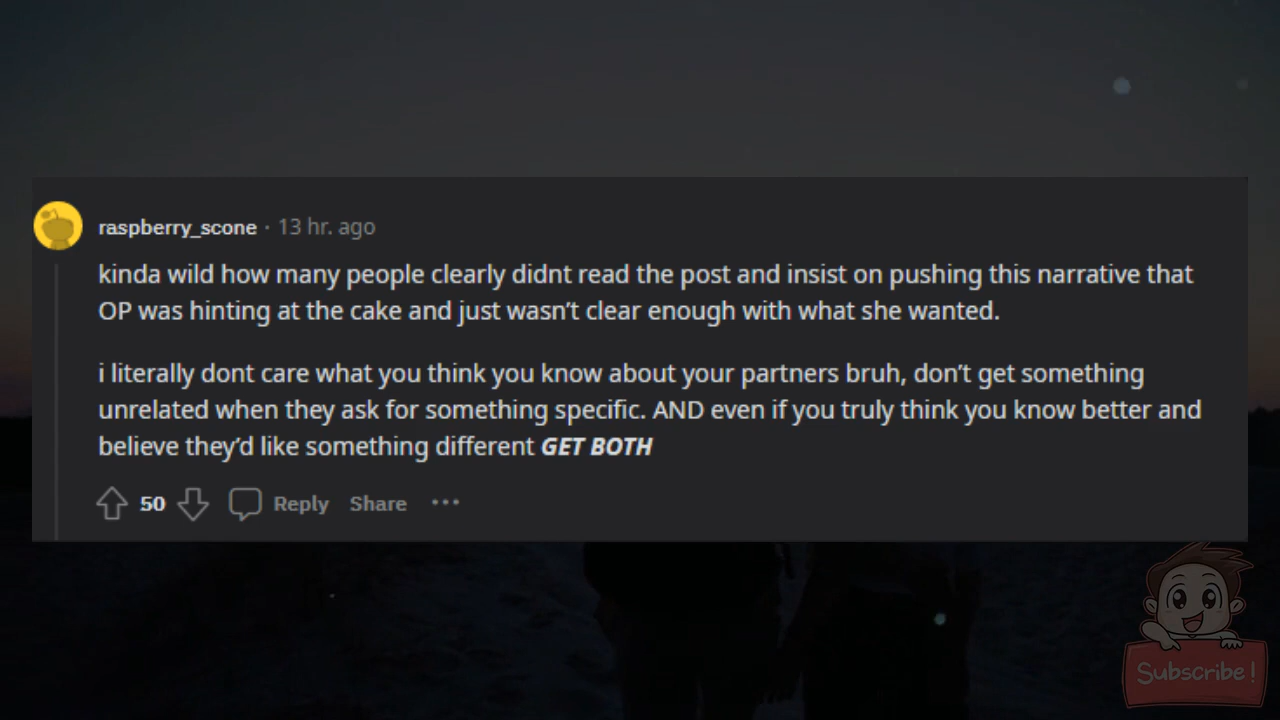 raspberry_scone · 13 hr. ago
kinda wild how many people clearly didnt read the post and insist on pushing this narrative that
OP was hinting at the cake and just wasn’t clear enough with what she wanted.
i literally dont care what you think you know about your partners bruh, don’t get something
unrelated when they ask for something specific. AND even if you truly think you know better and
believe they’d like something different GET BOTH
50 Reply Share ···
Subscribe!